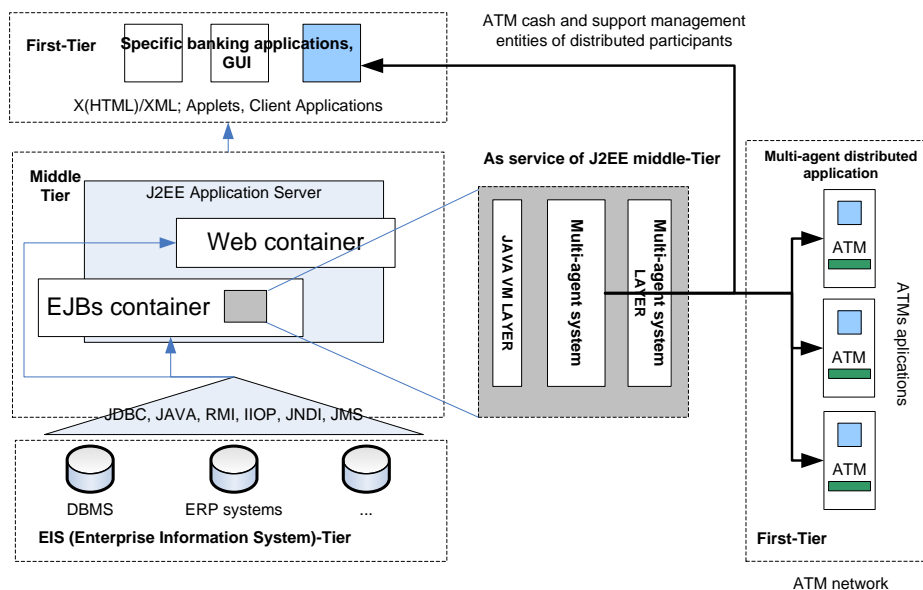 ATM cash and support management
entities of distributed participants
First-Tier
Specific banking applications,
GUI
X(HTML)/XML; Applets, Client Applications
Middle
Tier
J2EE Application Server
Web container
EJBs container
JDBC, JAVA, RMI, IIOP, JNDI, JMS
DBMS
ERP systems
...
EIS (Enterprise Information System)-Tier
As service of J2EE middle-Tier
JAVA VM LAYER
Multi-agent system
Multi-agent system
LAYER
Multi-agent distributed
application
ATM
ATM
ATM
ATMs aplications
First-Tier
ATM network